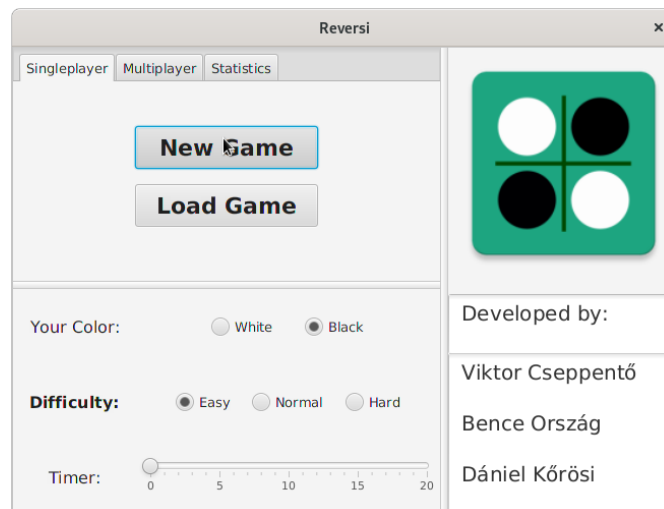 Reversi
Singleplayer Multiplayer Statistics
New Game
Load Game
Your Color: White Black
Difficulty: Easy Normal Hard
Timer: 0 5 10 15 20
Developed by:
Viktor Cseppentő
Bence Ország
Dániel Kőrösi